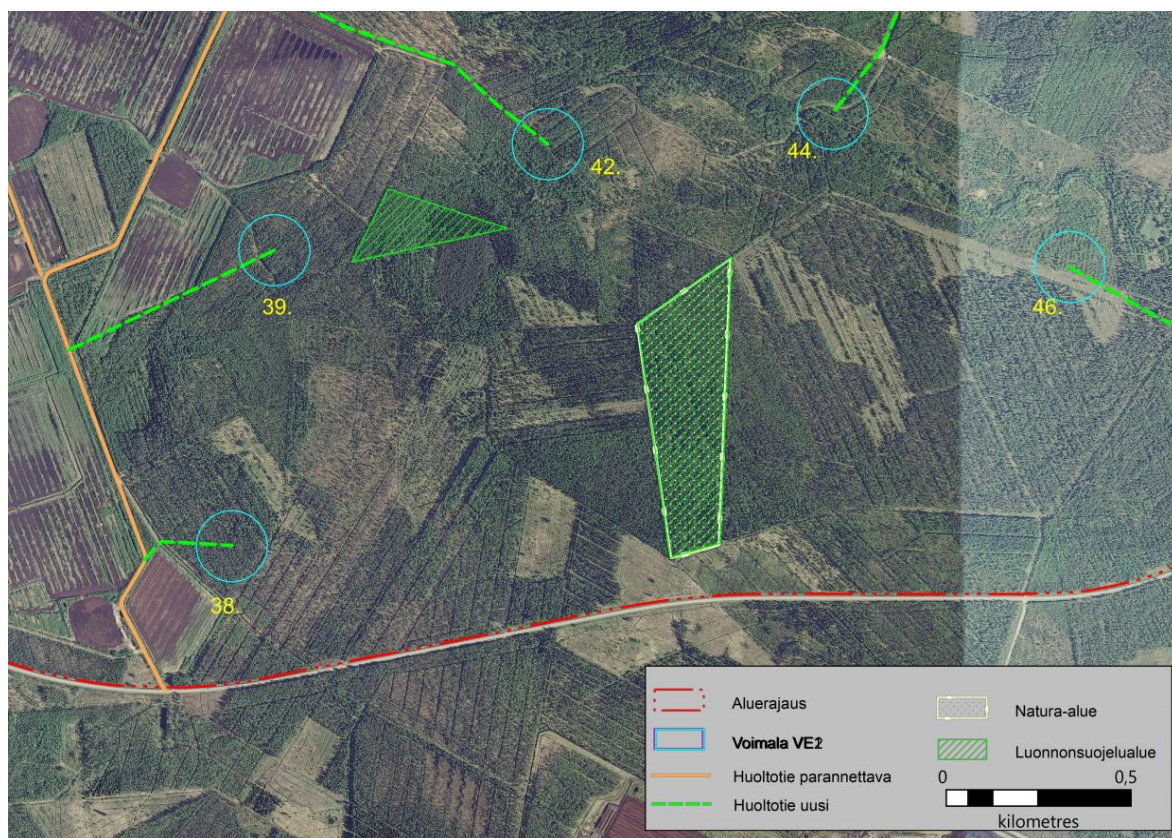 42.
44.
39.
46.
38.
Aluerajaus
Natura-alue
Voimala VE2
Luonnonsuojelualue
Huoltotie parannettava
0 0,5
Huoltotie uusi
kilometres